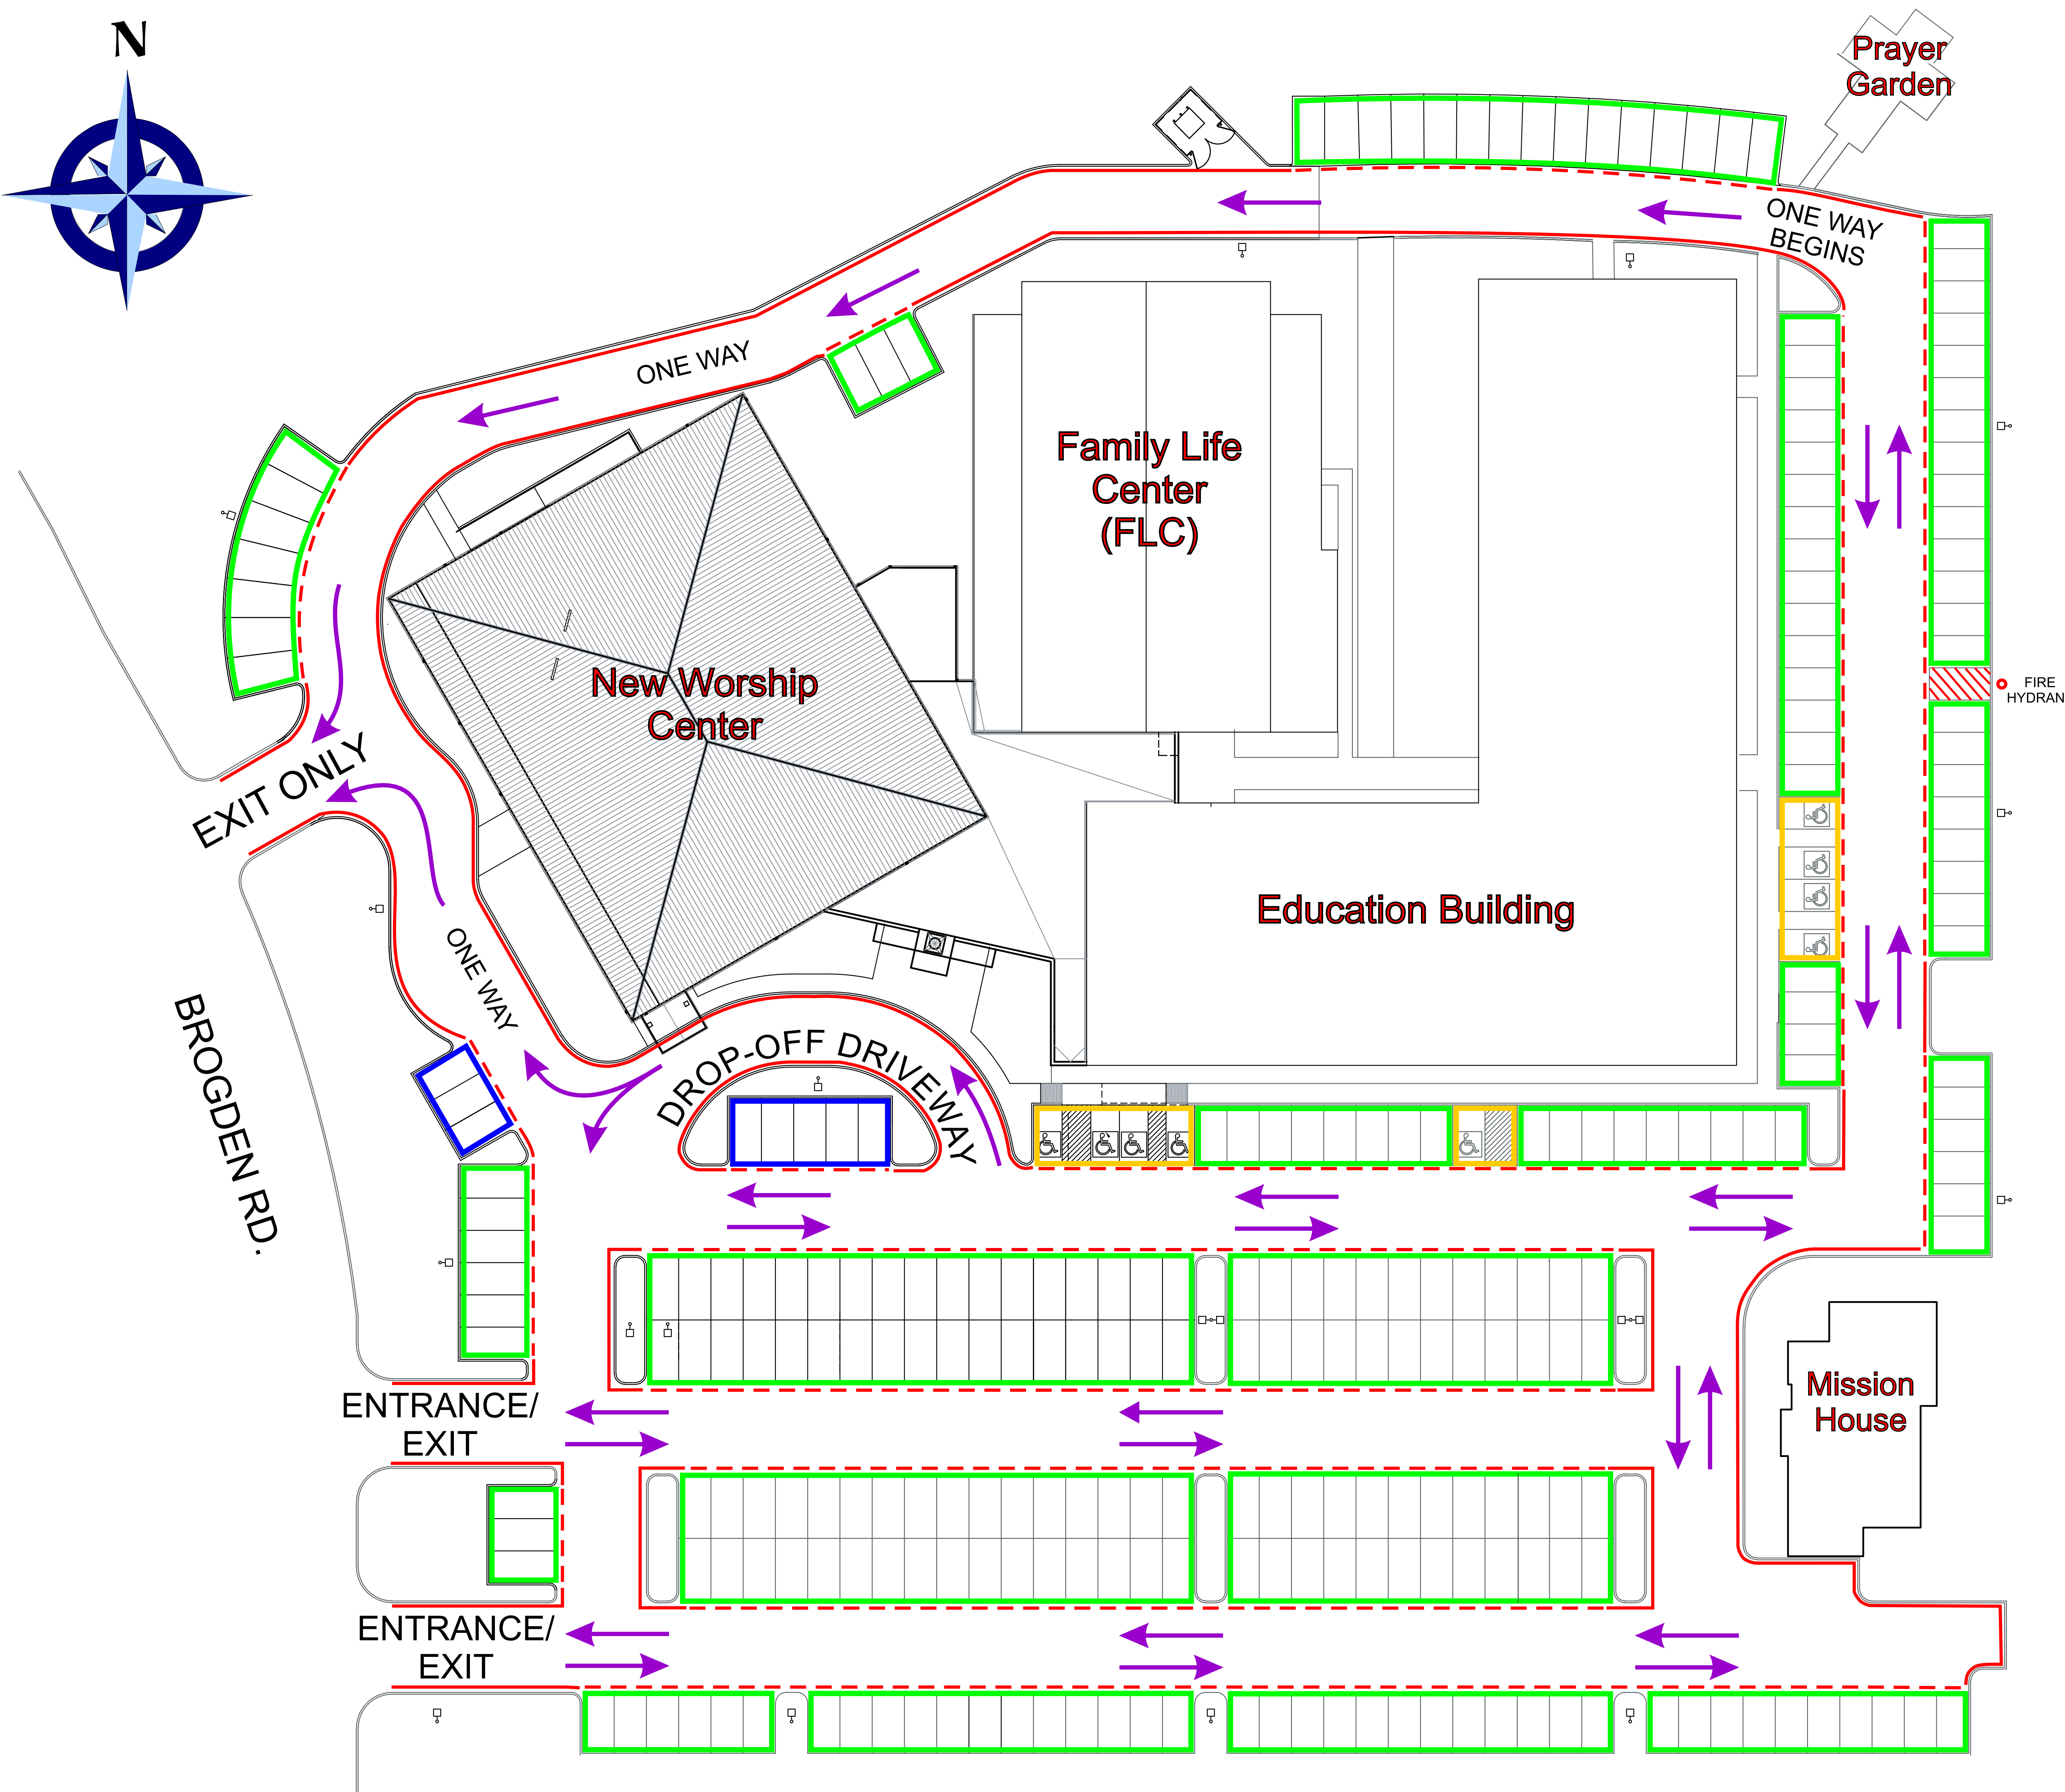 N
Prayer
Garden
ONE WAY
BEGINS
ONE WAY
Family Life
Center
(FLC)
New Worship
Center
FIRE
HYDRAN
EXIT ONLY
Education Building
ONE WAY
BROGDEN RD.
DROP-OFF DRIVEWAY
Mission
House
ENTRANCE/
EXIT
ENTRANCE/
EXIT